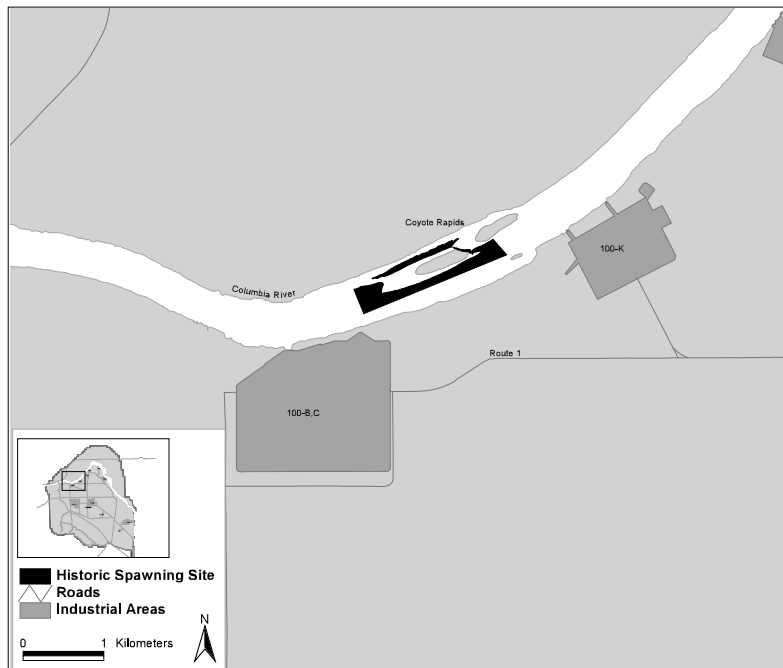 Coyote Rapids
100-K
Columbia River
Route 1
100-B,C
Historic Spawning Site
Roads
Industrial Areas
N
0 1 Kilometers